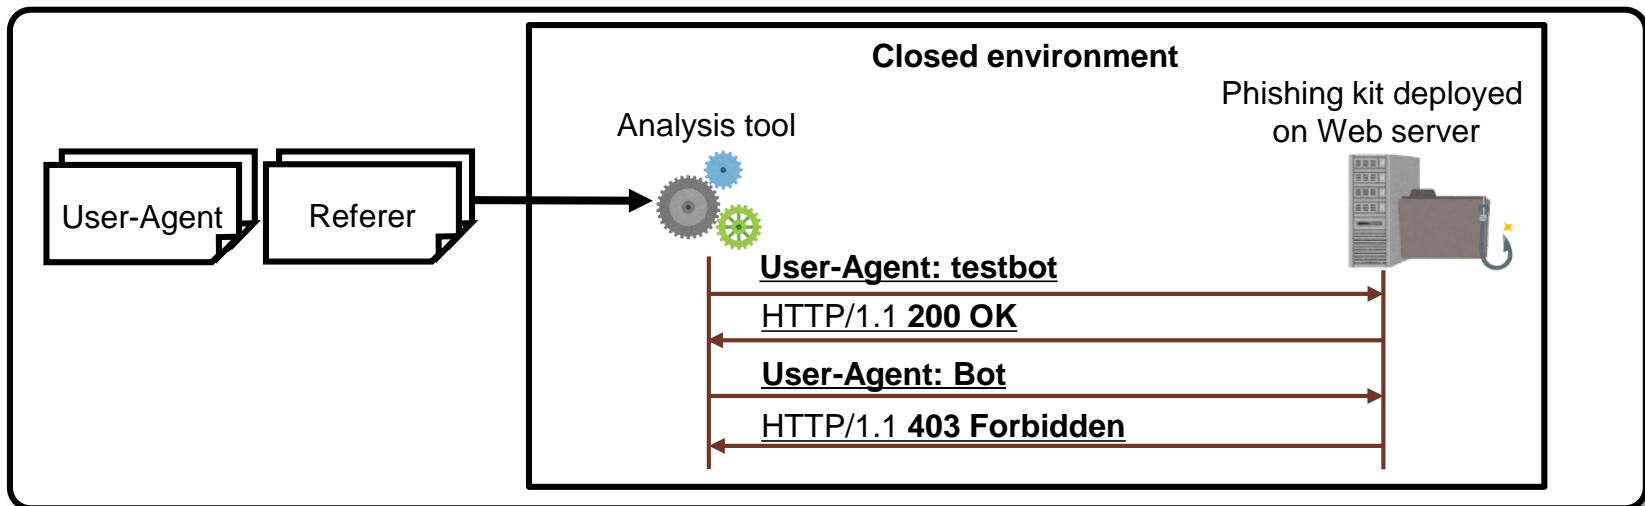 Closed environment
Phishing kit deployed
on Web server
Analysis tool
User-Agent
Referer
User-Agent: testbot
HTTP/1.1 200 OK
User-Agent: Bot
HTTP/1.1 403 Forbidden